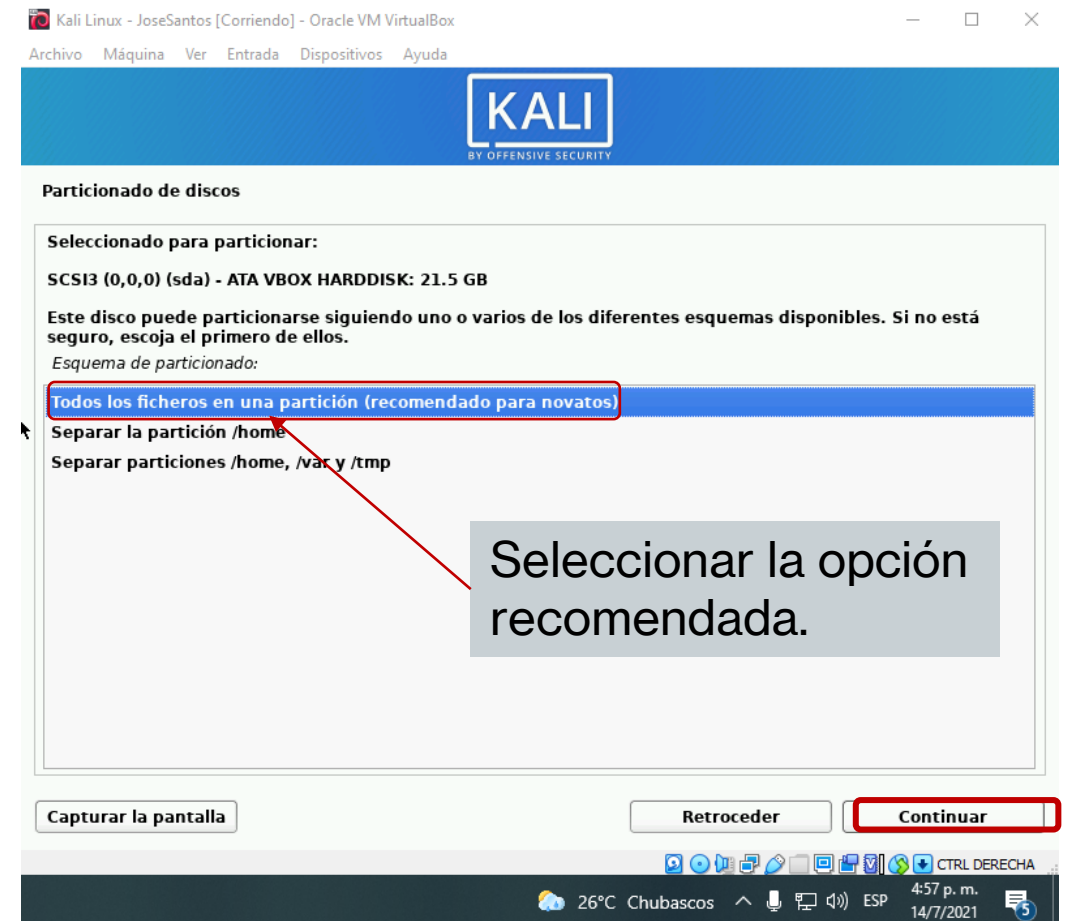 Kali Linux - JoseSantos [Corriendo] - Oracle VM VirtualBox
Archivo Máquina Ver Entrada Dispositivos Ayuda
KALI
BY OFFENSIVE SECURITY
Particionado de discos
Seleccionado para particionar:
SCSI3 (0,0,0) (sda) - ATA VBOX HARDDISK: 21.5 GB
Este disco puede particionarse siguiendo uno o varios de los diferentes esquemas disponibles. Si no está
seguro, escoja el primero de ellos.
Esquema de particionado:
Todos los ficheros en una partición (recomendado para novatos)
Separar la partición /home
Separar particiones /home, /var y /tmp
Seleccionar la opción
recomendada.
Capturar la pantalla
Retroceder
Continuar
CTRL DERECHA
26°C Chubascos
ESP
4:57 p. m.
14/7/2021
5